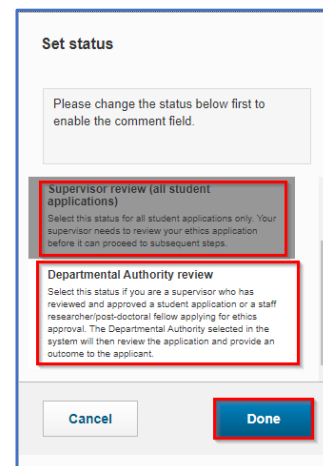 Set status
Please change the status below first to
enable the comment field.
Supervisor review (all student
applications)
Select this status for all student applications only. Your
supervisor needs to review your ethics application
before it can proceed to subsequent steps.
Departmental Authority review
Select this status if you are a supervisor who has
reviewed and approved a student application or a staff
researcher/post-doctoral fellow applying for ethics
approval. The Departmental Authority selected in the
system will then review the application and provide an
outcome to the applicant.
Cancel
Done